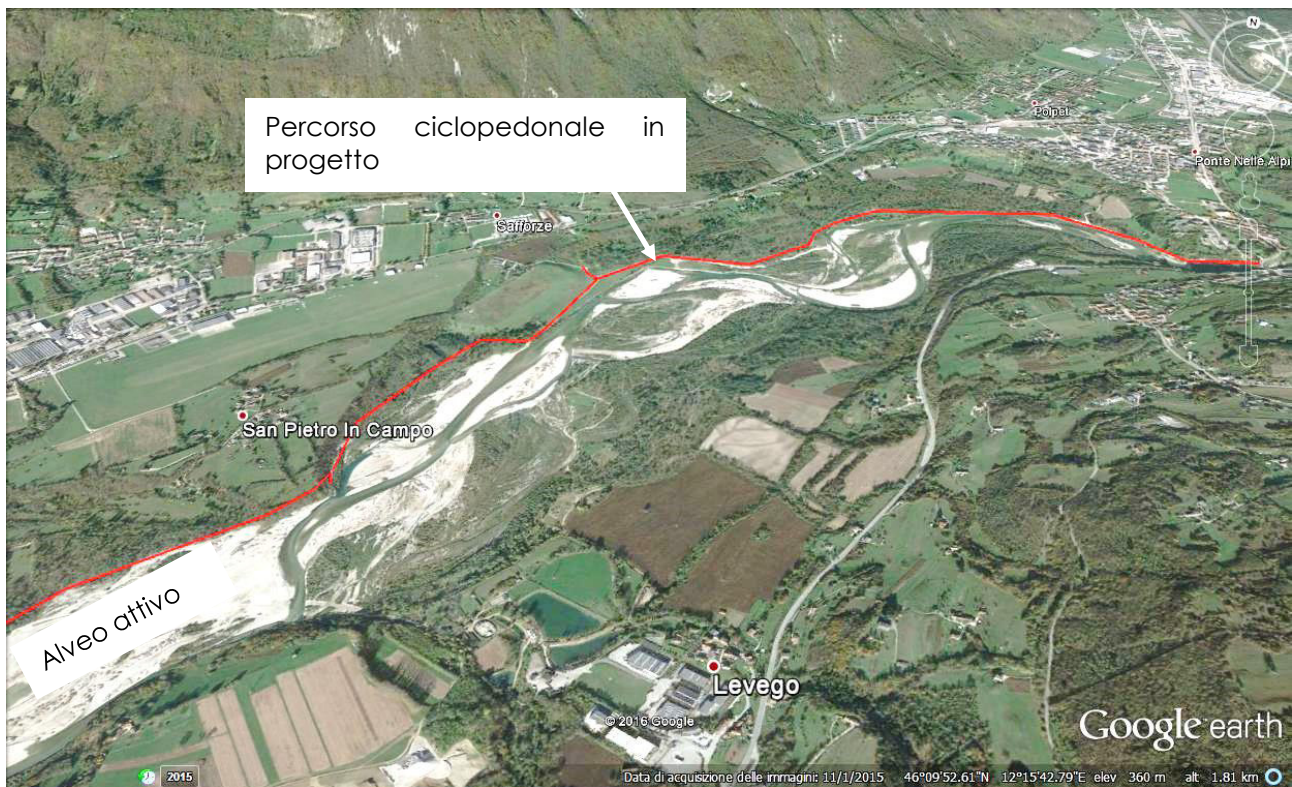 N
Polpet
Percorso ciclopedonale in
progetto
Ponte Nelle Alpi
Safforze
San Pietro In Campo
Alveo attivo
Levego
© 2016 Google
Google earth
2015
Data di acquisizione delle immagini: 11/1/2015 46°09'52.61"N 12°15'42.79"E elev 360 m alt 1.81 km